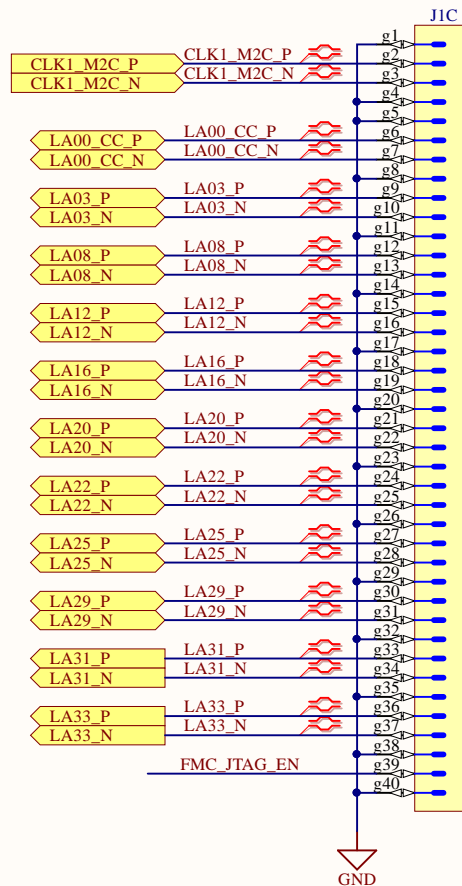 J1C
g1
CLK1_M2C_P CLK1_M2C_P g2
CLK1_M2C_N CLK1_M2C_N g3
g4
g5
LA00_CC_P LA00_CC_P g6
LA00_CC_N LA00_CC_N g7
g8
LA03_P LA03_P g9
LA03_N LA03_N g10
g11
LA08_P LA08_P g12
LA08_N LA08_N g13
g14
LA12_P LA12_P g15
LA12_N LA12_N g16
g17
LA16_P LA16_P g18
LA16_N LA16_N g19
g20
LA20_P LA20_P g21
LA20_N LA20_N g22
g23
LA22_P LA22_P g24
LA22_N LA22_N g25
g26
LA25_P LA25_P g27
LA25_N LA25_N g28
g29
LA29_P LA29_P g30
LA29_N LA29_N g31
g32
LA31_P LA31_P g33
LA31_N LA31_N g34
g35
LA33_P LA33_P g36
LA33_N LA33_N g37
g38
FMC_JTAG_EN g39
g40
GND